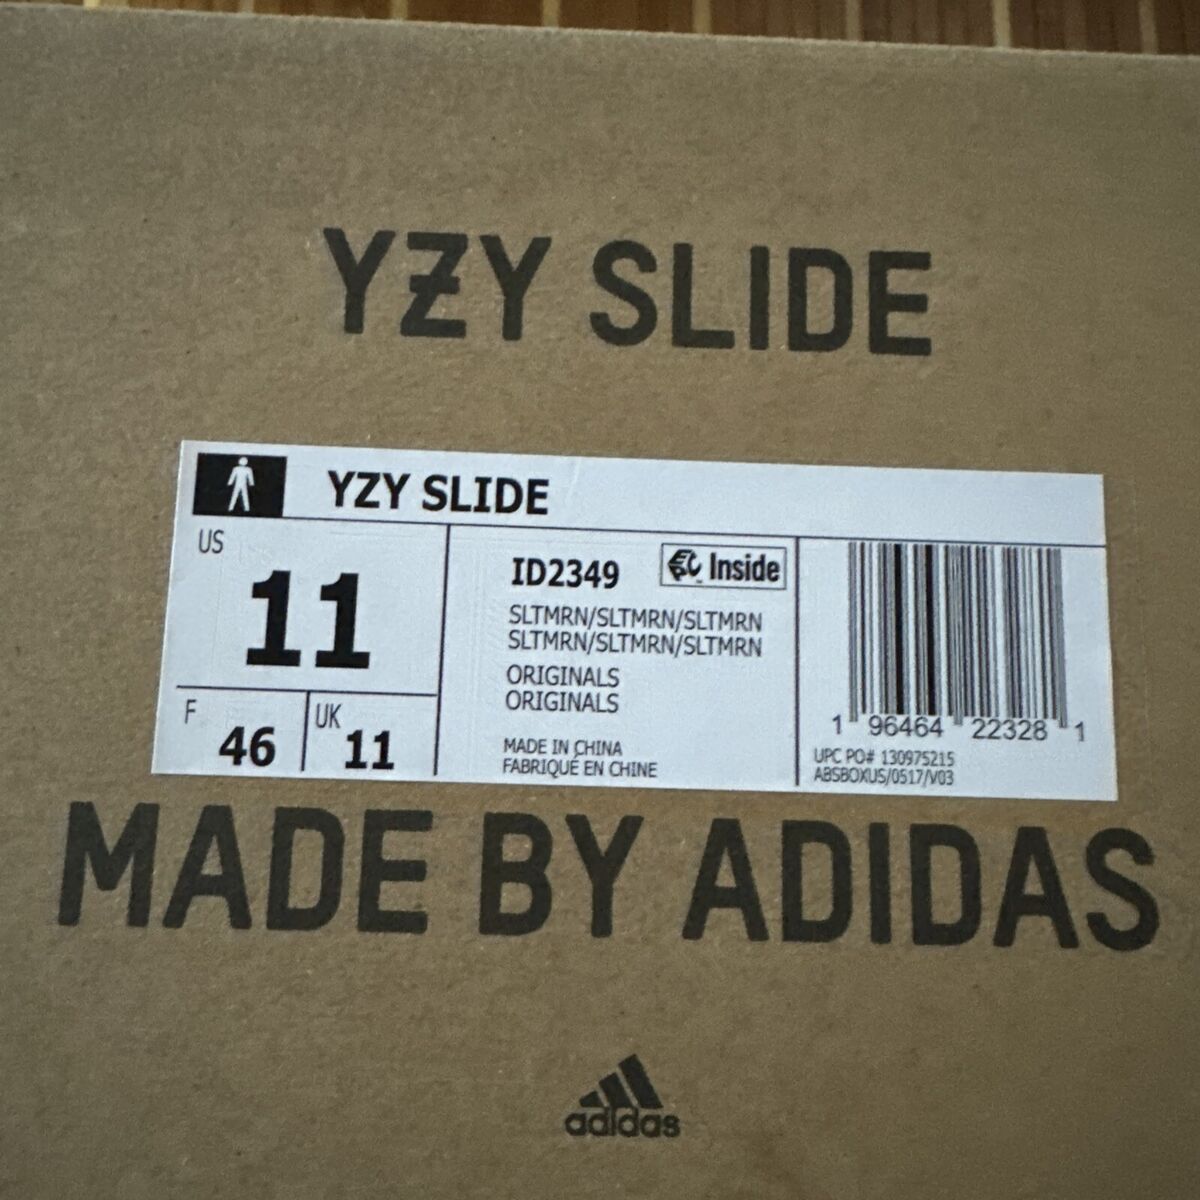 YZY SLIDE
YZY SLIDE
US
11
F
46
UK
11
ID2349
Inside
SLTMRN/SLTMRN/SLTMRN
SLTMRN/SLTMRN/SLTMRN
ORIGINALS
ORIGINALS
MADE IN CHINA
FABRIQUÉ EN CHINE
1 96464 22328 1
UPC PO# 130975215
ABSBOXUS/0517/V03
MADE BY ADIDAS
adidas